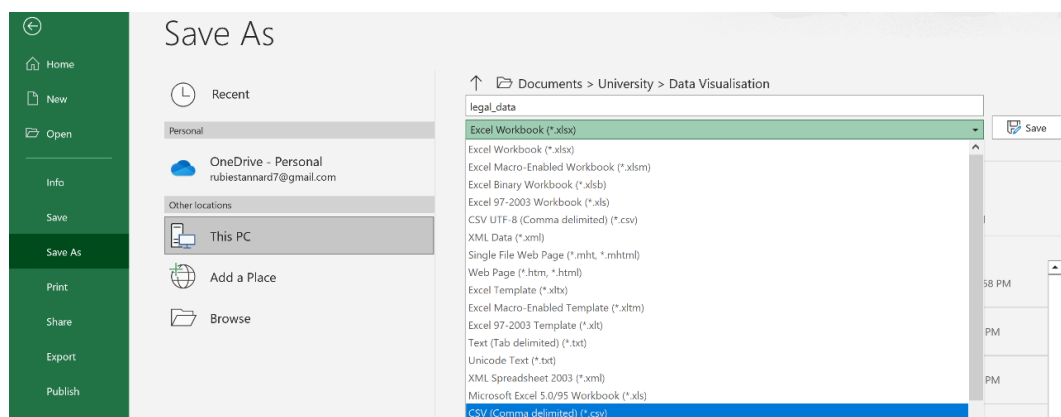 Save As
Home
New
Open
Info
Save
Save As
Print
Share
Export
Publish
Recent
Personal
OneDrive - Personal
rubiestannard7@gmail.com
Other locations
This PC
Add a Place
Browse
Documents > University > Data Visualisation
legal_data
Excel Workbook (*.xlsx)
Save
Excel Workbook (*.xlsx)
Excel Macro-Enabled Workbook (*.xlsm)
Excel Binary Workbook (*.xlsb)
Excel 97-2003 Workbook (*.xls)
CSV UTF-8 (Comma delimited) (*.csv)
XML Data (*.xml)
Single File Web Page (*.mht, *.mhtml)
Web Page (*.htm, *.html)
Excel Template (*.xltx)
Excel Macro-Enabled Template (*.xltm)
Excel 97-2003 Template (*.xlt)
Text (Tab delimited) (*.txt)
Unicode Text (*.txt)
XML Spreadsheet 2003 (*.xml)
Microsoft Excel 5.0/95 Workbook (*.xls)
CSV (Comma delimited) (*.csv)
58 PM
PM
PM